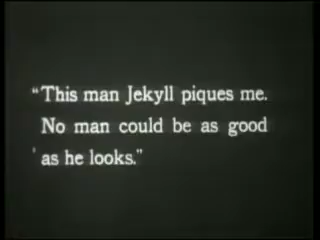 “This man Jekyll piques me.
No man could be as good
as he looks.”